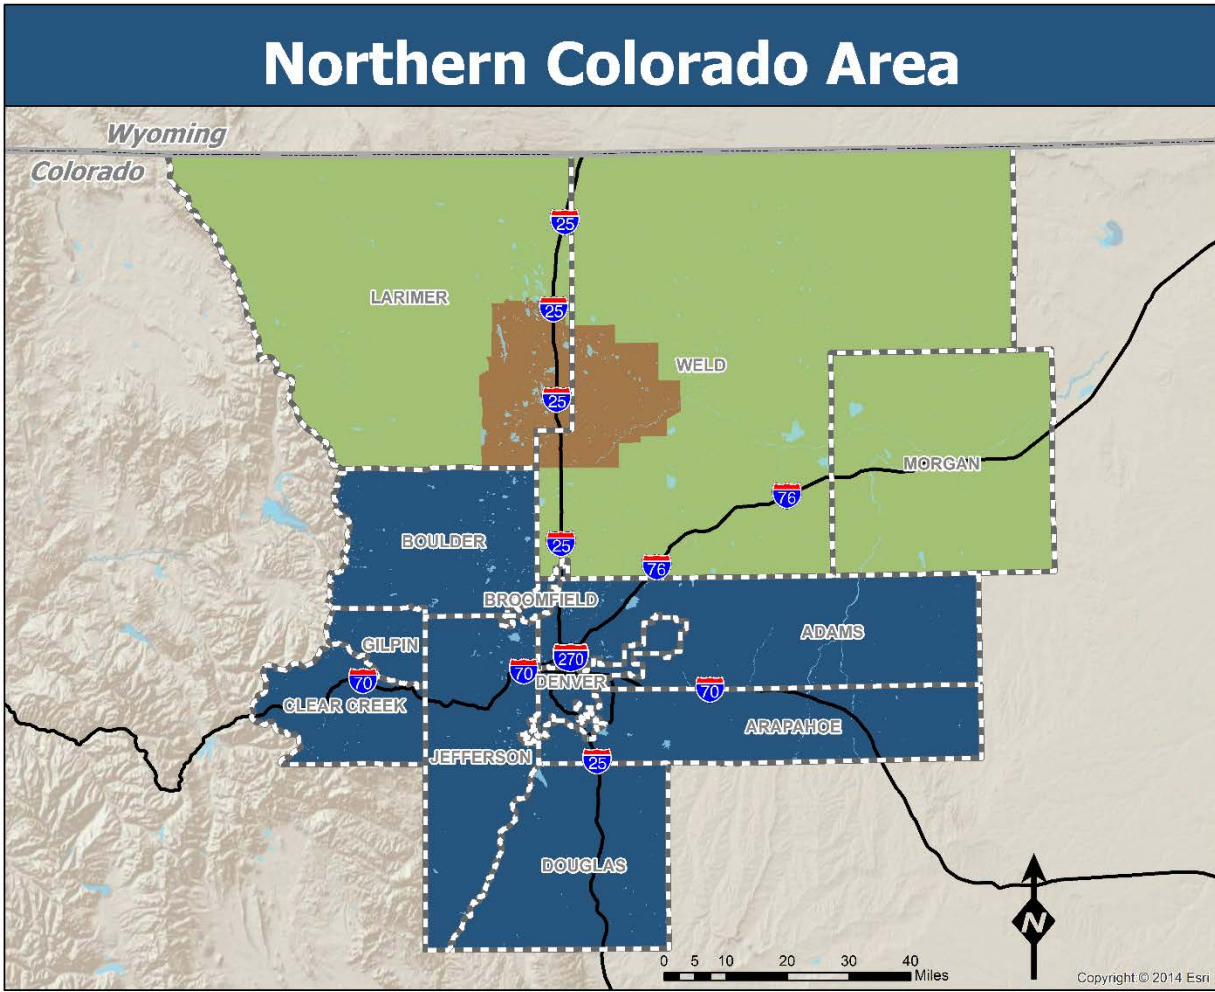 Northern Colorado Area
Wyoming
Colorado
25
LARIMER
25
WELD
25
MORGAN
76
BOULDER
25
76
BROOMFIELD
ADAMS
GILPIN
270
70
70
DENVER
70
CLEAR CREEK
ARAPAHOE
JEFFERSON
25
DOUGLAS
N
0 5 10 20 30 40
Miles
Copyright:© 2014 Esri